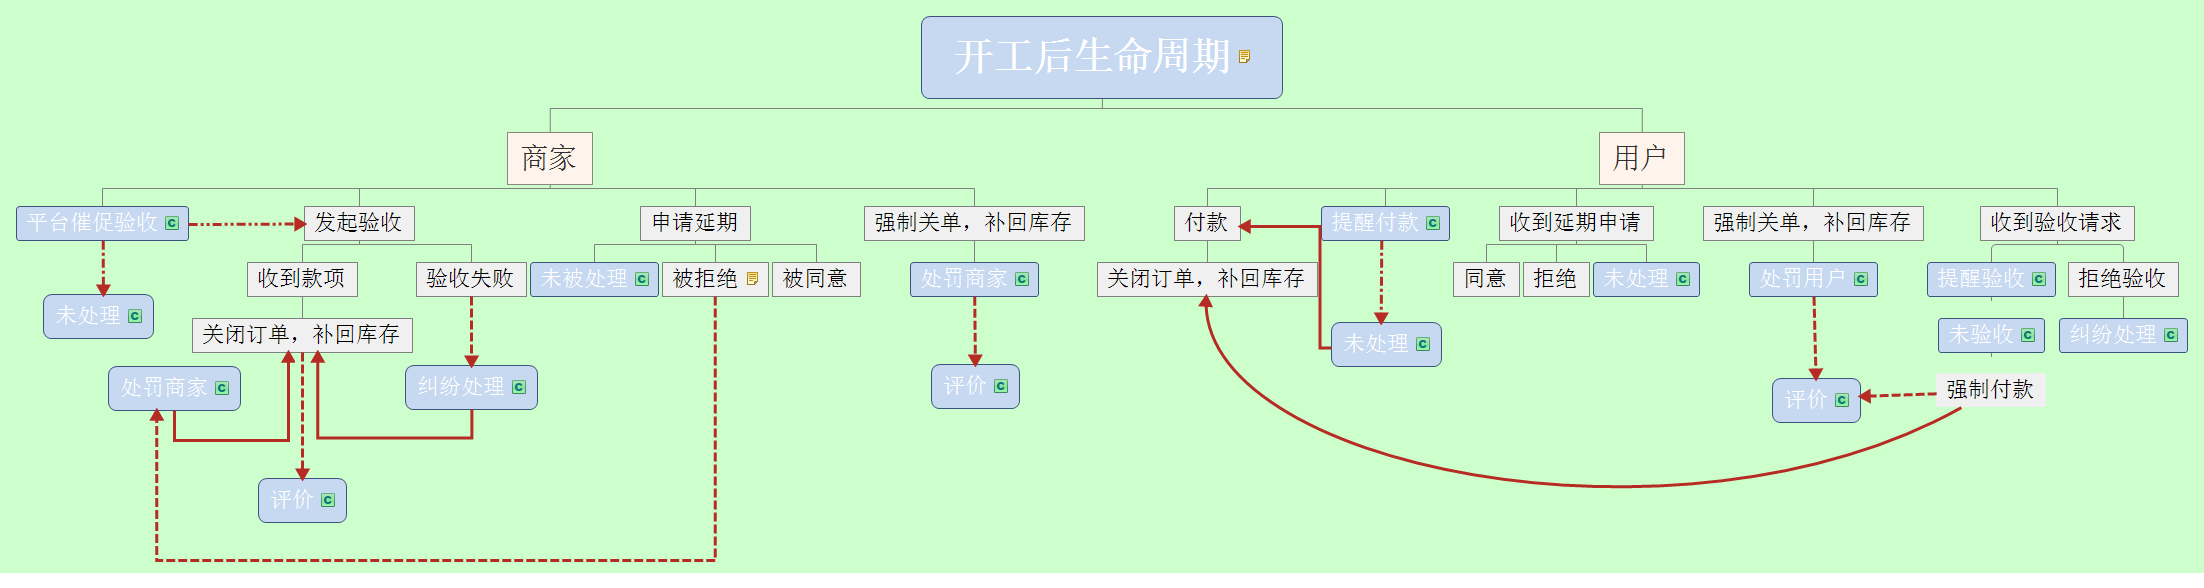 开工后生命周期
商家
用户
平台催促验收
发起验收
申请延期
强制关单，补回库存
付款
提醒付款
收到延期申请
强制关单，补回库存
收到验收请求
收到款项
验收失败
未被处理
被拒绝
被同意
处罚商家
关闭订单，补回库存
同意
拒绝
未处理
处罚用户
提醒验收
拒绝验收
未处理
关闭订单，补回库存
未处理
未验收
纠纷处理
处罚商家
纠纷处理
评价
评价
强制付款
评价